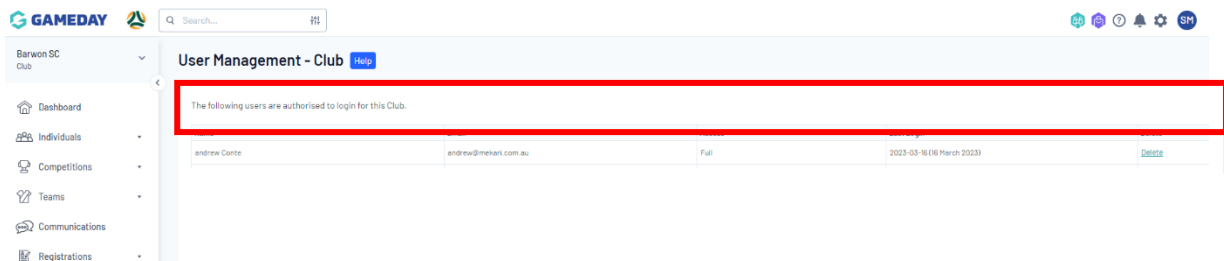 GAMEDAY
Search...
SM
Barwon SC
Club
User Management - Club Help
Dashboard
The following users are authorised to login for this Club.
Individuals
andrew Conte andrew@mekari.com.au Full 2023-03-16 (16 March 2023) Delete
Competitions
Teams
Communications
Registrations